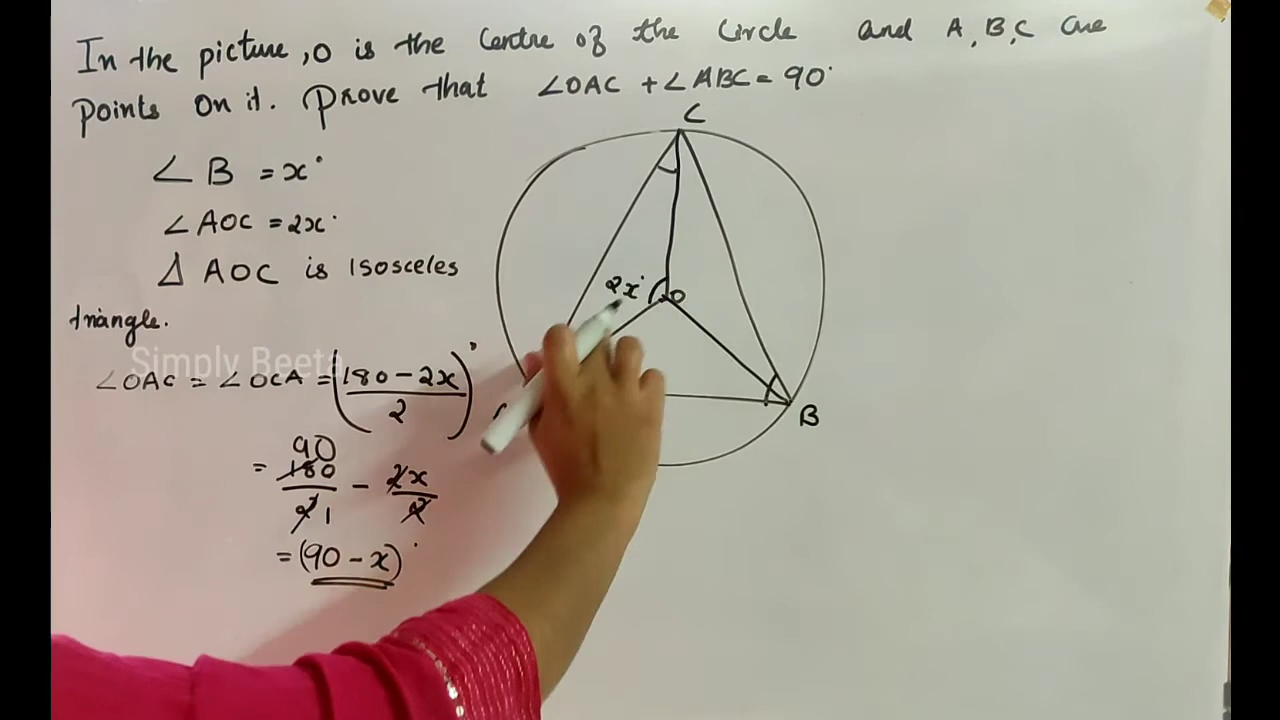 In the picture, O is the Centre of the Circle and A, B, C are
points On it. Prove that ∠OAC + ∠ABC = 90°
C
∠B = x°
∠AOC = 2x°
Δ AOC is Isosceles
triangle.
2x° O
Simply Beeta
∠OAC = ∠OCA = (180 - 2x / 2)°
B
90
= 180 / 2 1 - 2x / 2
= (90 - x)°